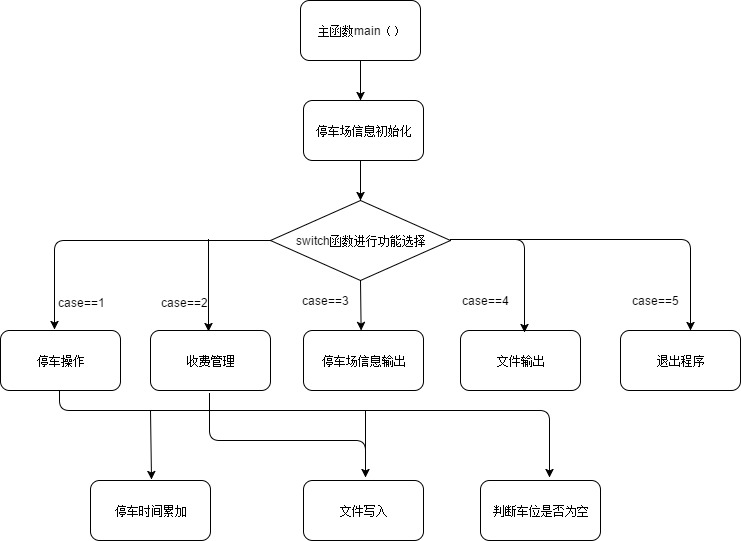 主函数main（）
停车场信息初始化
switch函数进行功能选择
case==1
case==2
case==3
case==4
case==5
停车操作
收费管理
停车场信息输出
文件输出
退出程序
停车时间累加
文件写入
判断车位是否为空